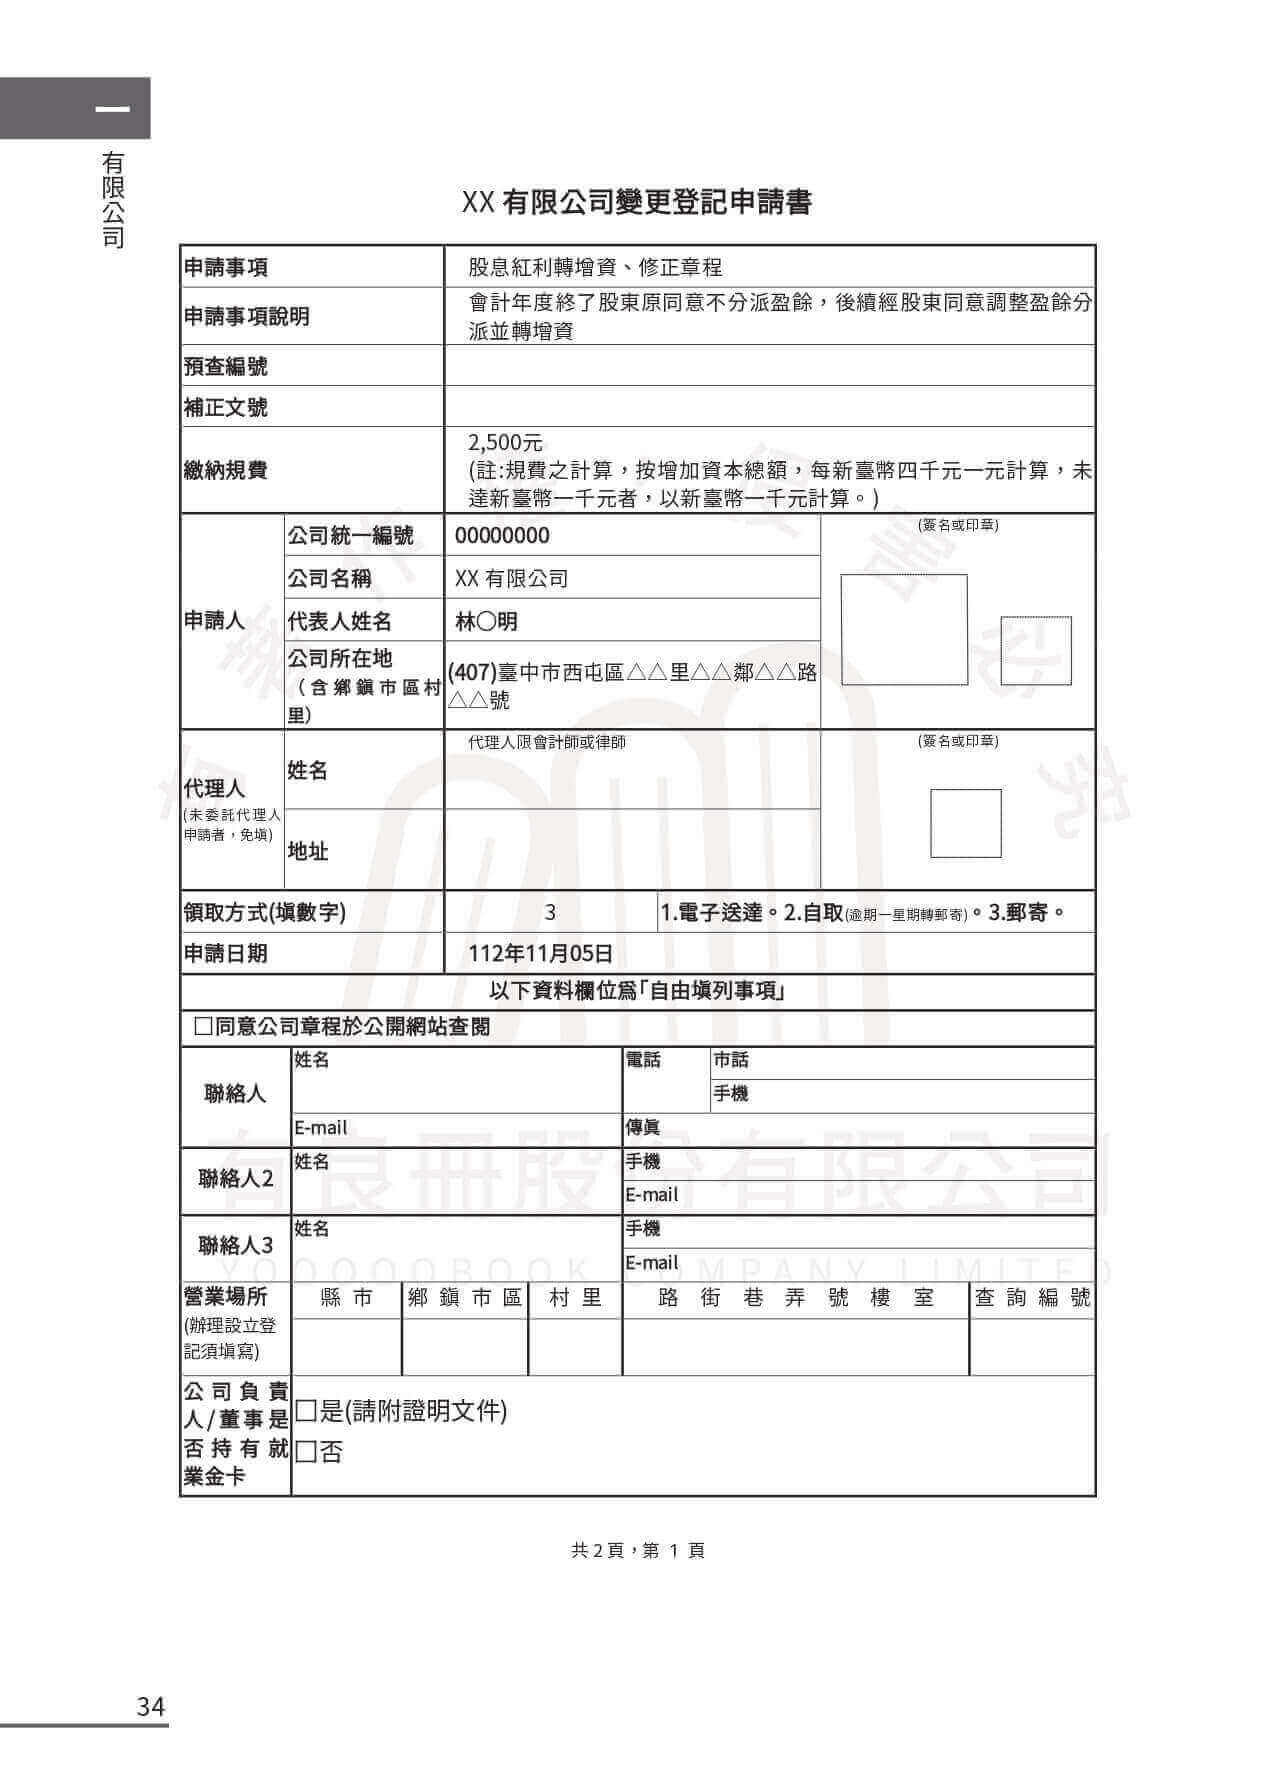 一
有限公司
XX 有限公司變更登記申請書
申請事項
股息紅利轉增資、修正章程
申請事項說明
會計年度終了股東原同意不分派盈餘，後續經股東同意調整盈餘分
派並轉增資
預查編號
補正文號
繳納規費
2,500元
(註:規費之計算，按增加資本總額，每新臺幣四千元一元計算，未
達新臺幣一千元者，以新臺幣一千元計算。)
申請人
公司統一編號
00000000
(簽名或印章)
公司名稱
XX 有限公司
代表人姓名
林○明
公司所在地
（含鄉鎮市區村
里）
(407)臺中市西屯區△△里△△鄰△△路
△△號
代理人
(未委託代理人
申請者，免填)
姓名
代理人限會計師或律師
(簽名或印章)
地址
領取方式(填數字)
3
1.電子送達。2.自取(逾期一星期轉郵寄)。3.郵寄。
申請日期
112年11月05日
以下資料欄位為「自由填列事項」
□同意公司章程於公開網站查閱
聯絡人
姓名
電話
市話
手機
E-mail
傳真
聯絡人2
姓名
手機
E-mail
聯絡人3
姓名
手機
E-mail
營業場所
(辦理設立登
記須填寫)
縣 市
鄉 鎮 市 區
村 里
路 街 巷 弄 號 樓 室
查 詢 編 號
公司負責
人/董事是
否持有就
業金卡
□是(請附證明文件)
□否
共 2 頁，第 1 頁
34
有良冊股份有限公司
YOOOOOBOOK COMPANY LIMITED